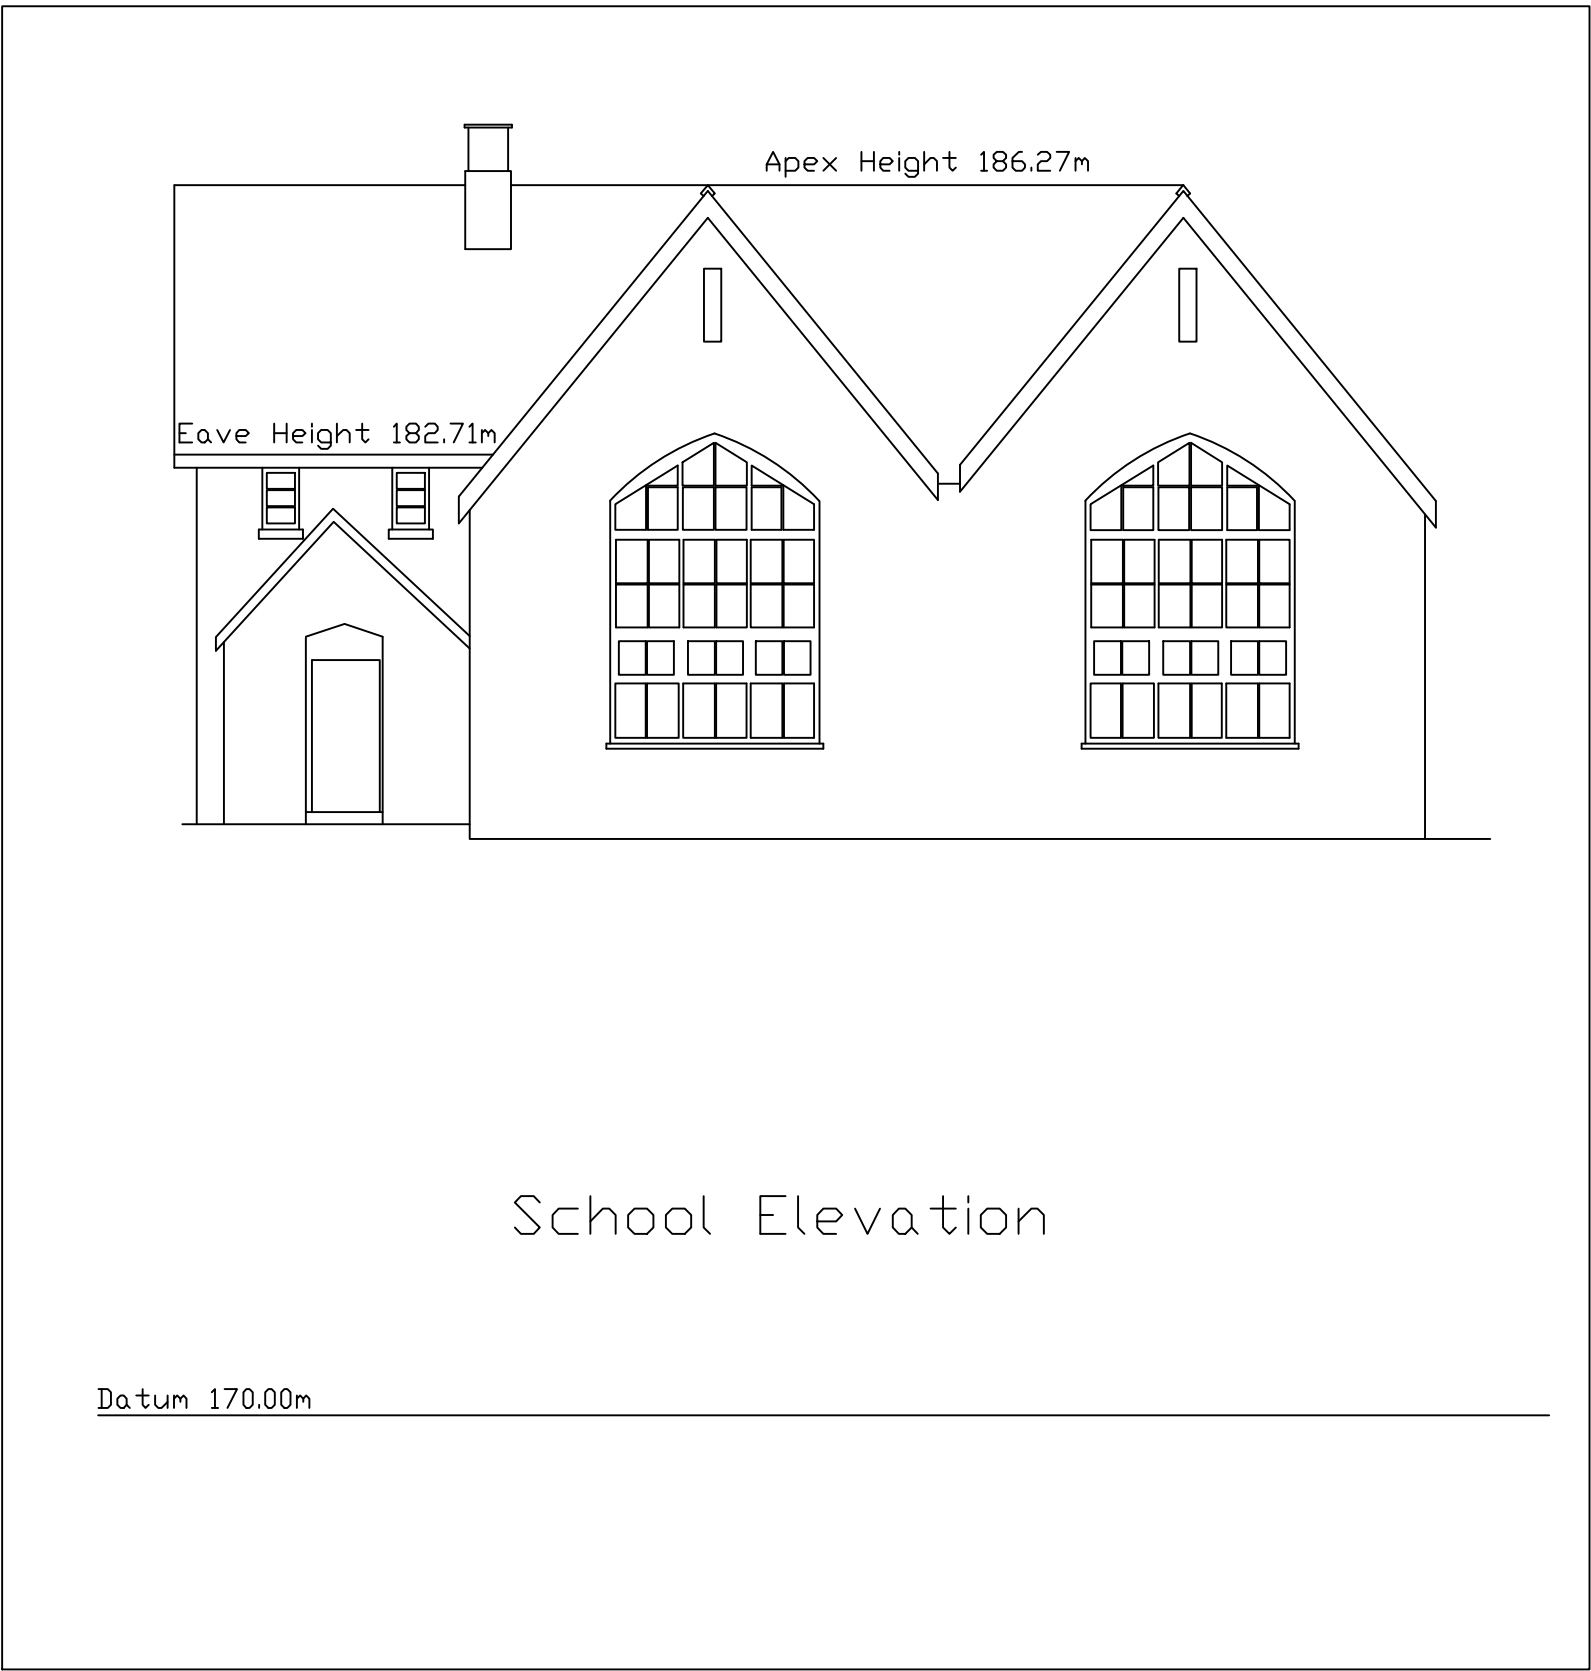 Apex Height 186.27m
Eave Height 182.71m
School Elevation
Datum 170.00m